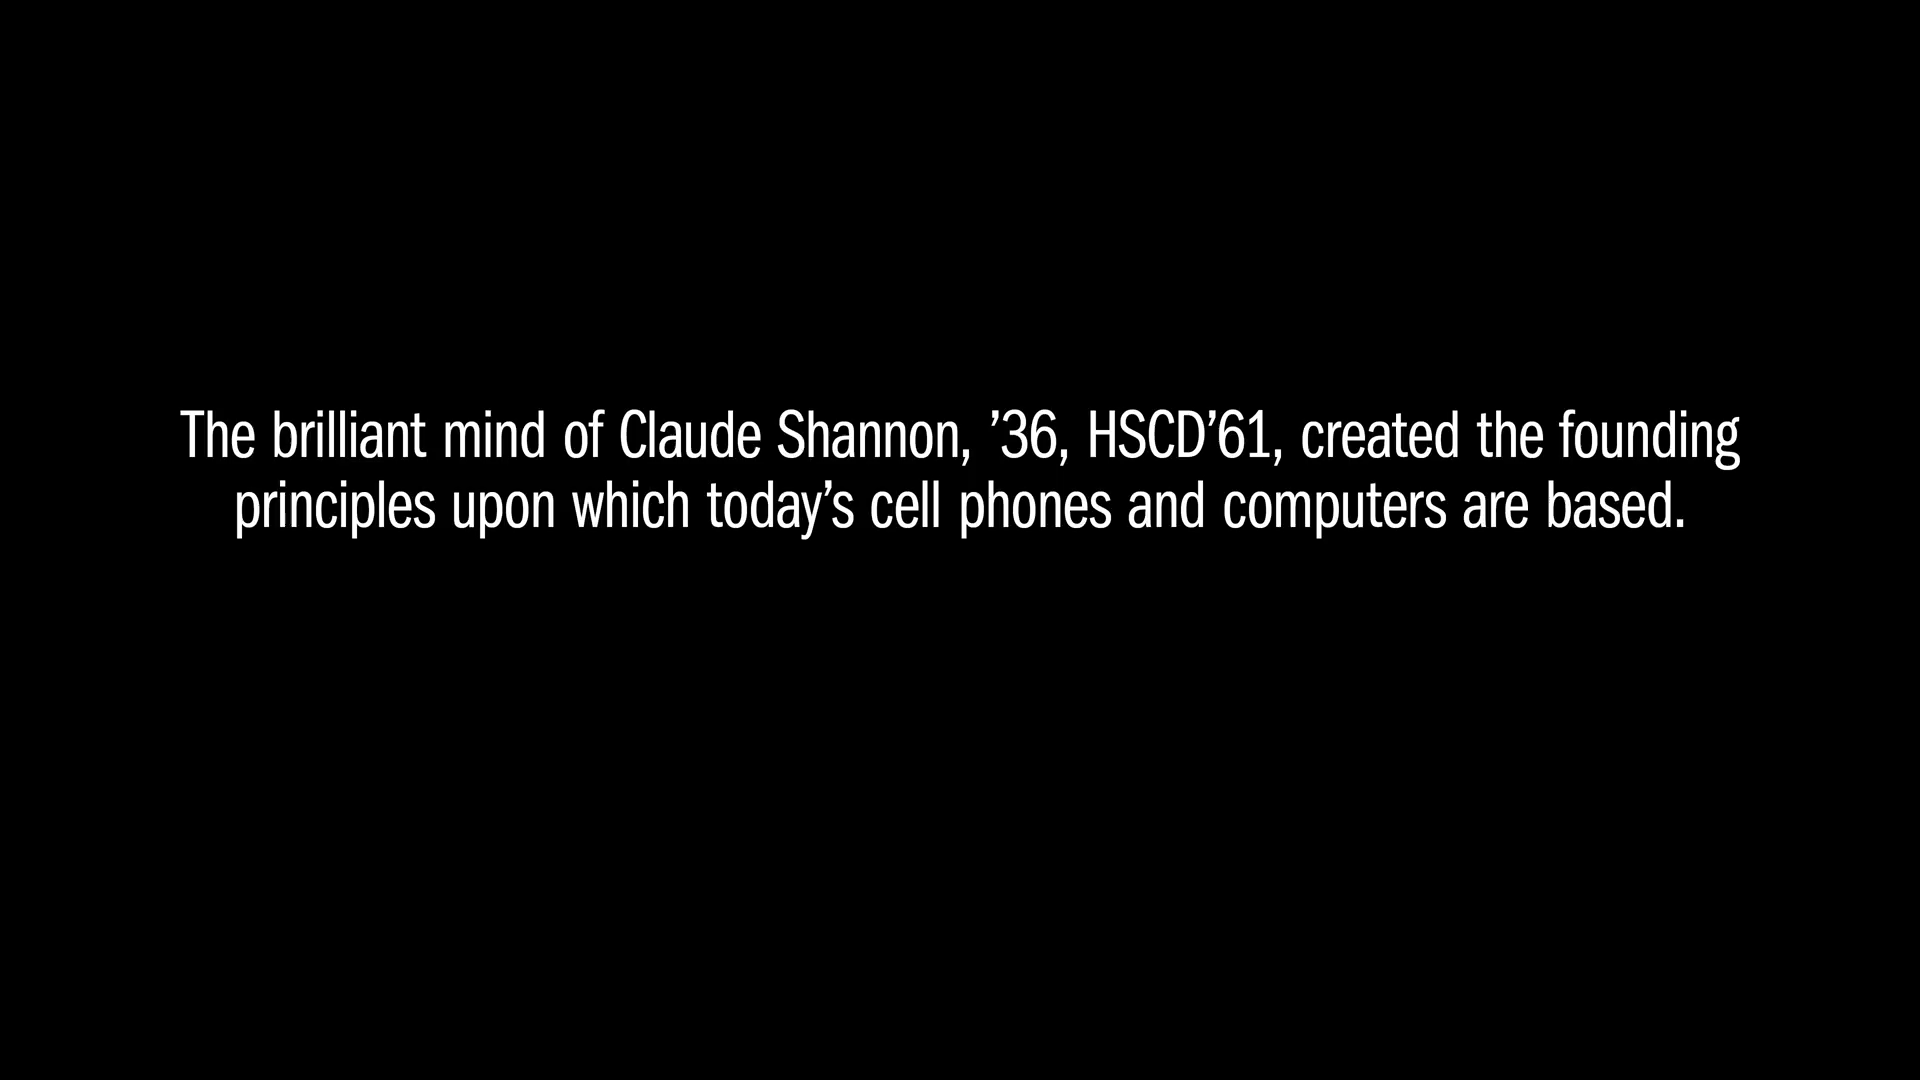 The brilliant mind of Claude Shannon, ’36, HSCD’61, created the founding
principles upon which today’s cell phones and computers are based.